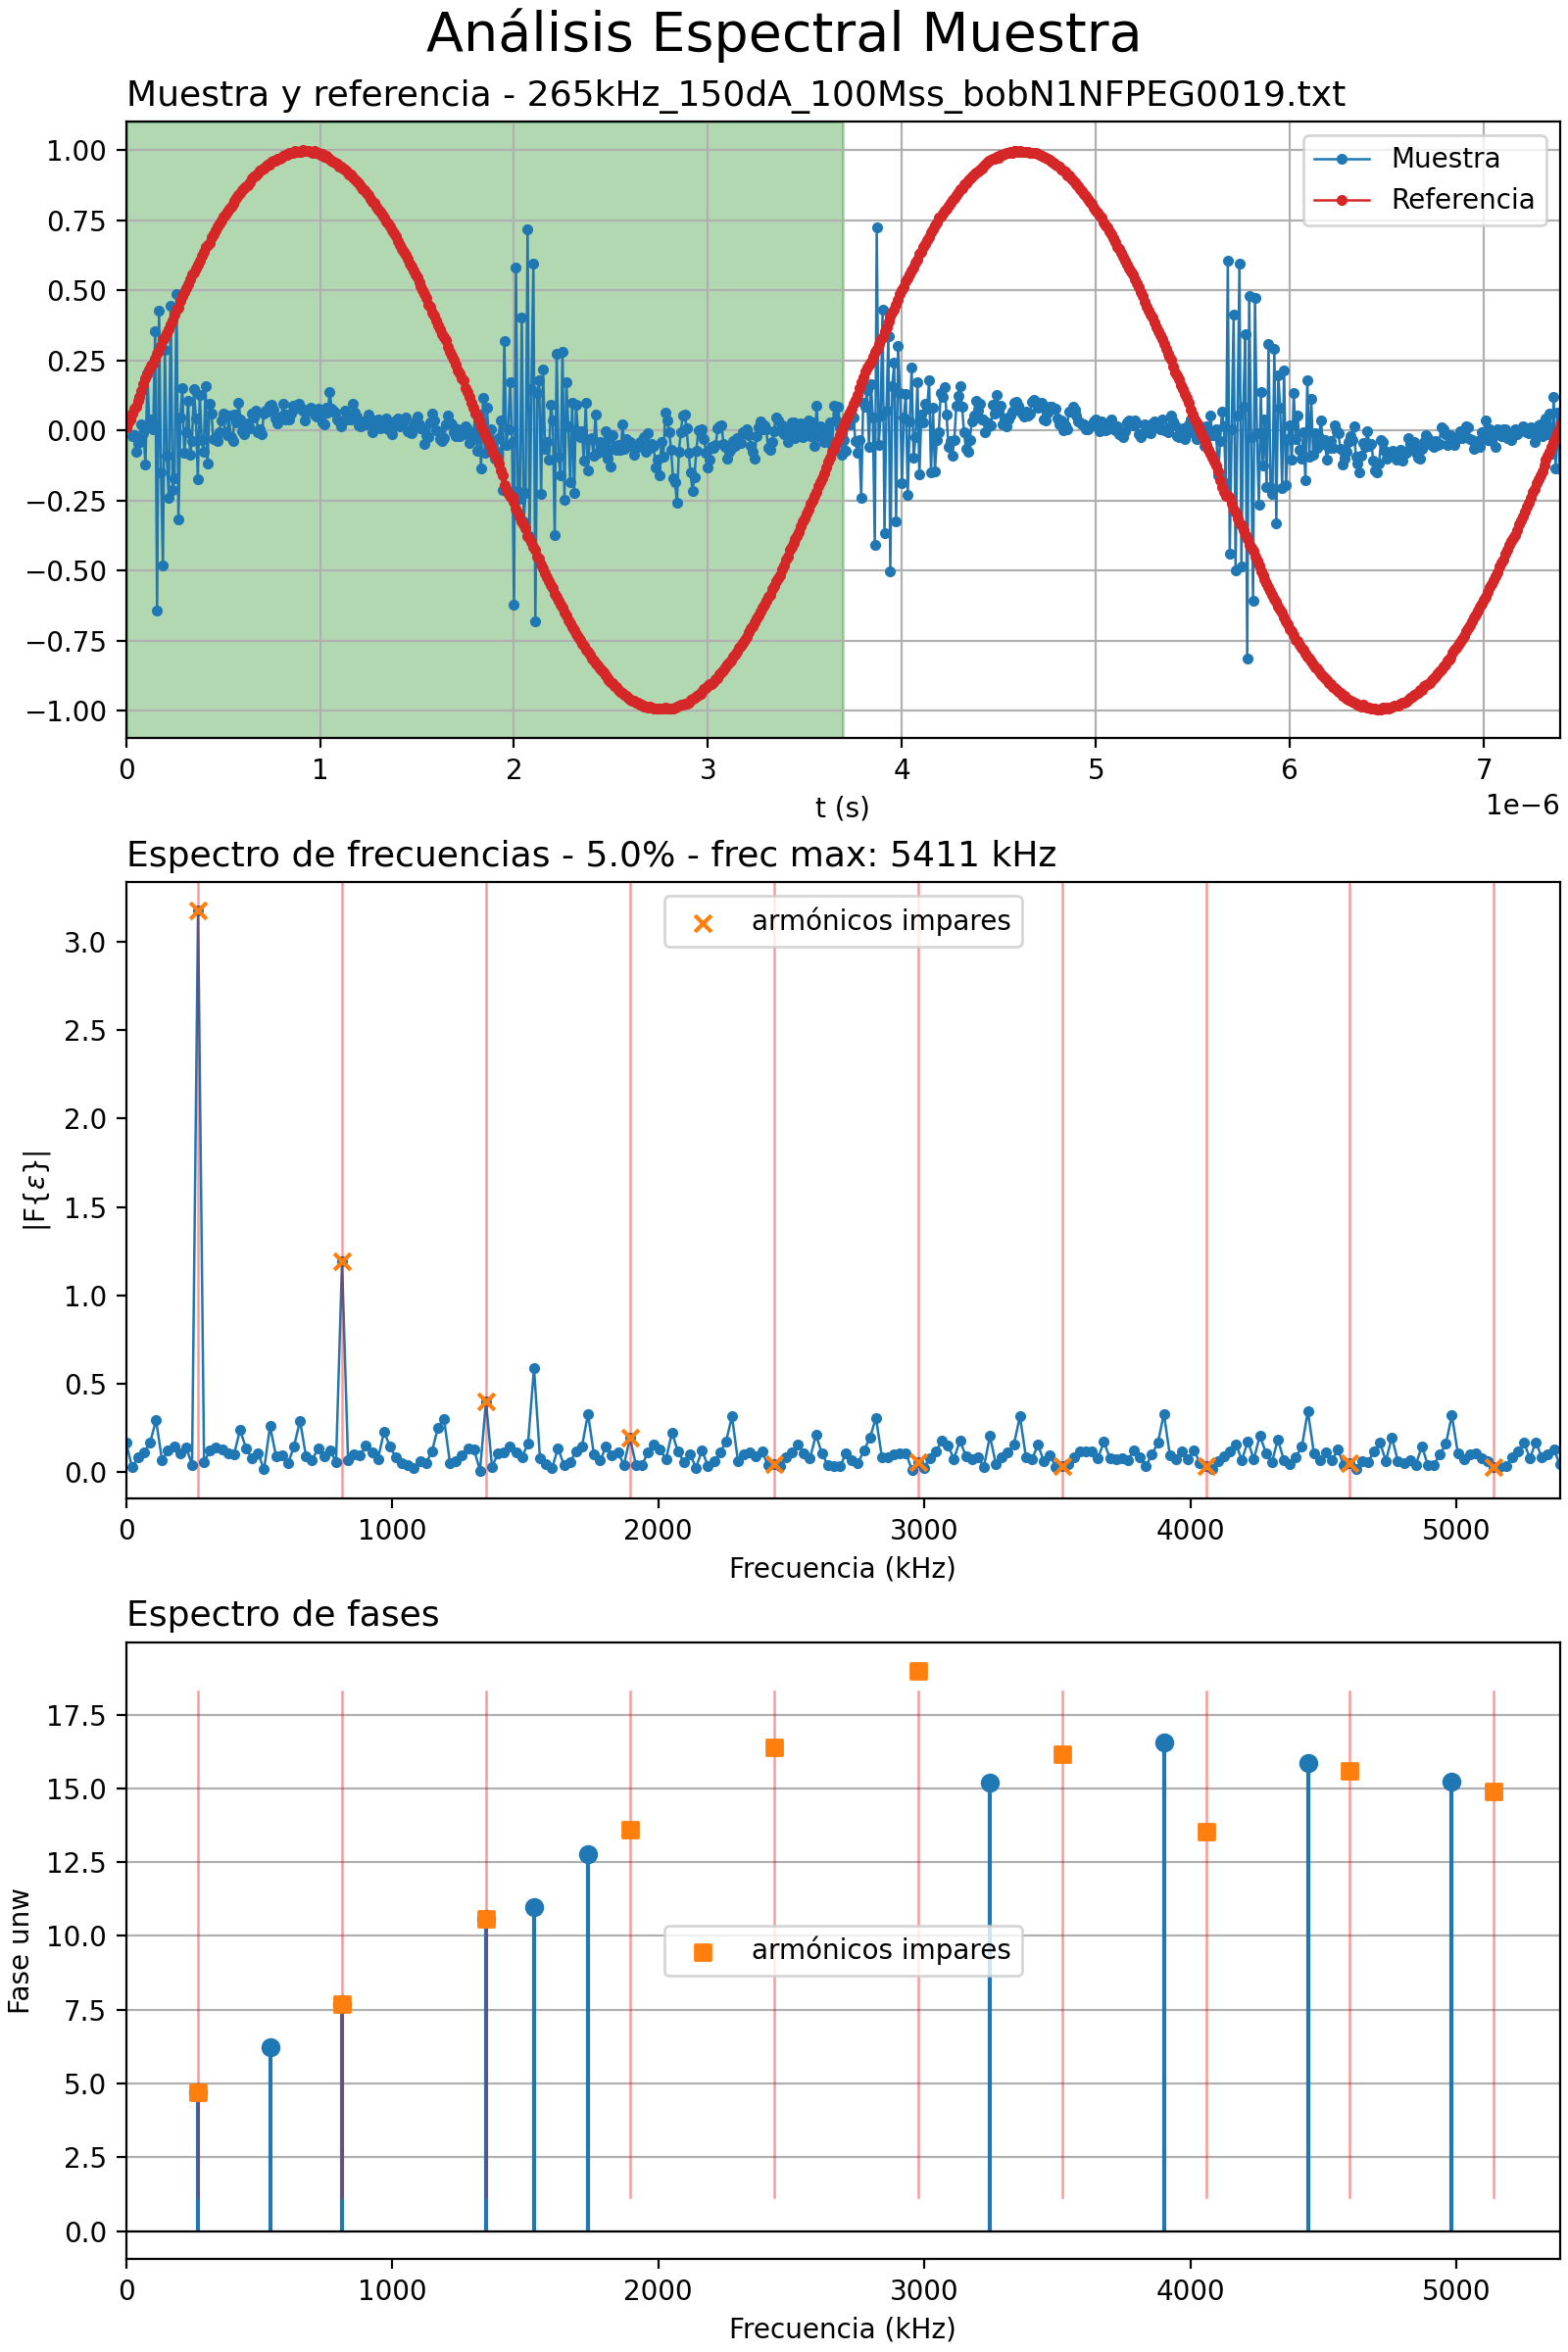 Análisis Espectral Muestra
Muestra y referencia - 265kHz_150dA_100Mss_bobN1NFPEG0019.txt
1.00
0.75
0.50
0.25
0.00
−0.25
−0.50
−0.75
−1.00
Muestra
Referencia
0 1 2 3 4 5 6 7
t (s)
1e−6
Espectro de frecuencias - 5.0% - frec max: 5411 kHz
|F{ε}|
3.0
2.5
2.0
1.5
1.0
0.5
0.0
armónicos impares
0 1000 2000 3000 4000 5000
Frecuencia (kHz)
Espectro de fases
Fase unw
17.5
15.0
12.5
10.0
7.5
5.0
2.5
0.0
armónicos impares
0 1000 2000 3000 4000 5000
Frecuencia (kHz)